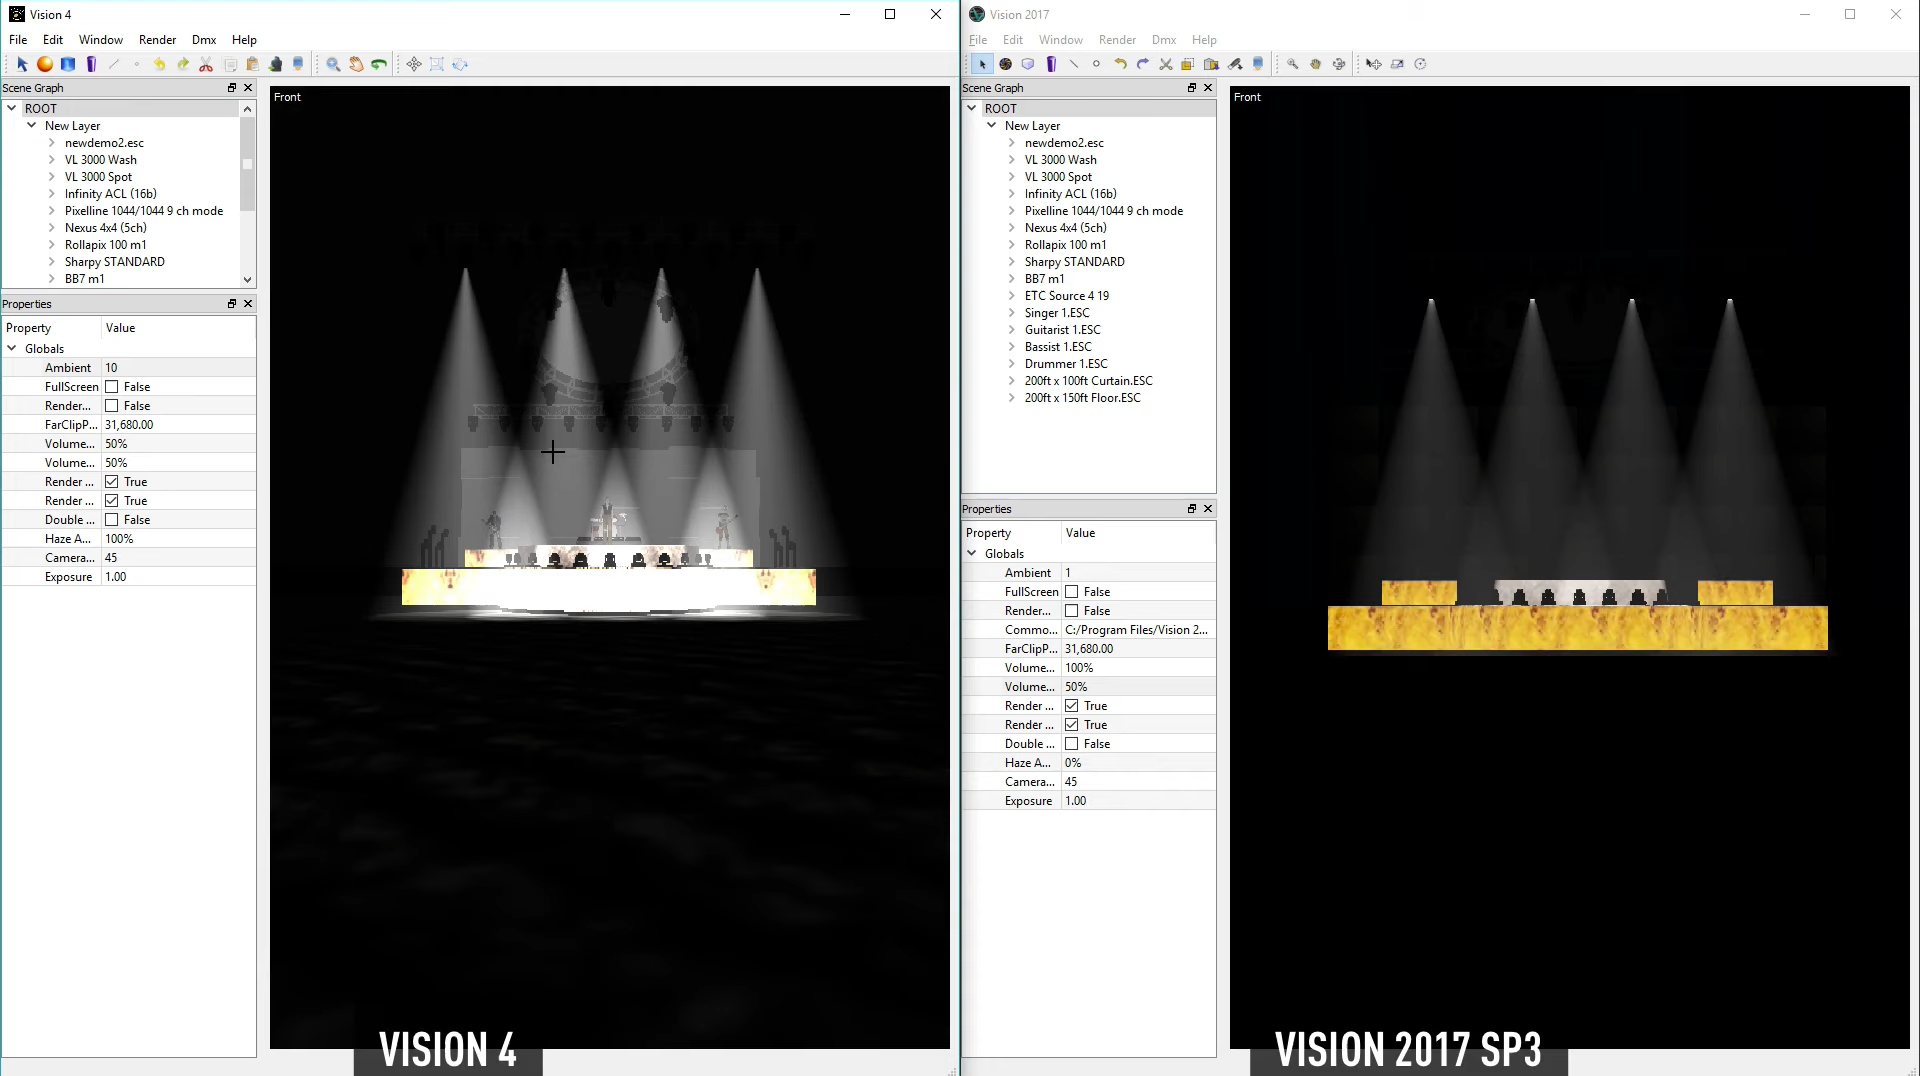 Vision 4
File Edit Window Render Dmx Help
Scene Graph
ROOT
New Layer
newdemo2.esc
VL 3000 Wash
VL 3000 Spot
Infinity ACL (16b)
Pixelline 1044/1044 9 ch mode
Nexus 4x4 (5ch)
Rollapix 100 m1
Sharpy STANDARD
BB7 m1
Properties
Property Value
Globals
Ambient 10
FullScreen False
Render... False
FarClipP... 31,680.00
Volume... 50%
Volume... 50%
Render ... True
Render ... True
Double ... False
Haze A... 100%
Camera... 45
Exposure 1.00
Front
VISION 4
Vision 2017
File Edit Window Render Dmx Help
Scene Graph
ROOT
New Layer
newdemo2.esc
VL 3000 Wash
VL 3000 Spot
Infinity ACL (16b)
Pixelline 1044/1044 9 ch mode
Nexus 4x4 (5ch)
Rollapix 100 m1
Sharpy STANDARD
BB7 m1
ETC Source 4 19
Singer 1.ESC
Guitarist 1.ESC
Bassist 1.ESC
Drummer 1.ESC
200ft x 100ft Curtain.ESC
200ft x 150ft Floor.ESC
Properties
Property Value
Globals
Ambient 1
FullScreen False
Render... False
Commo... C:/Program Files/Vision 2...
FarClipP... 31,680.00
Volume... 100%
Volume... 50%
Render ... True
Render ... True
Double ... False
Haze A... 0%
Camera... 45
Exposure 1.00
Front
VISION 2017 SP3